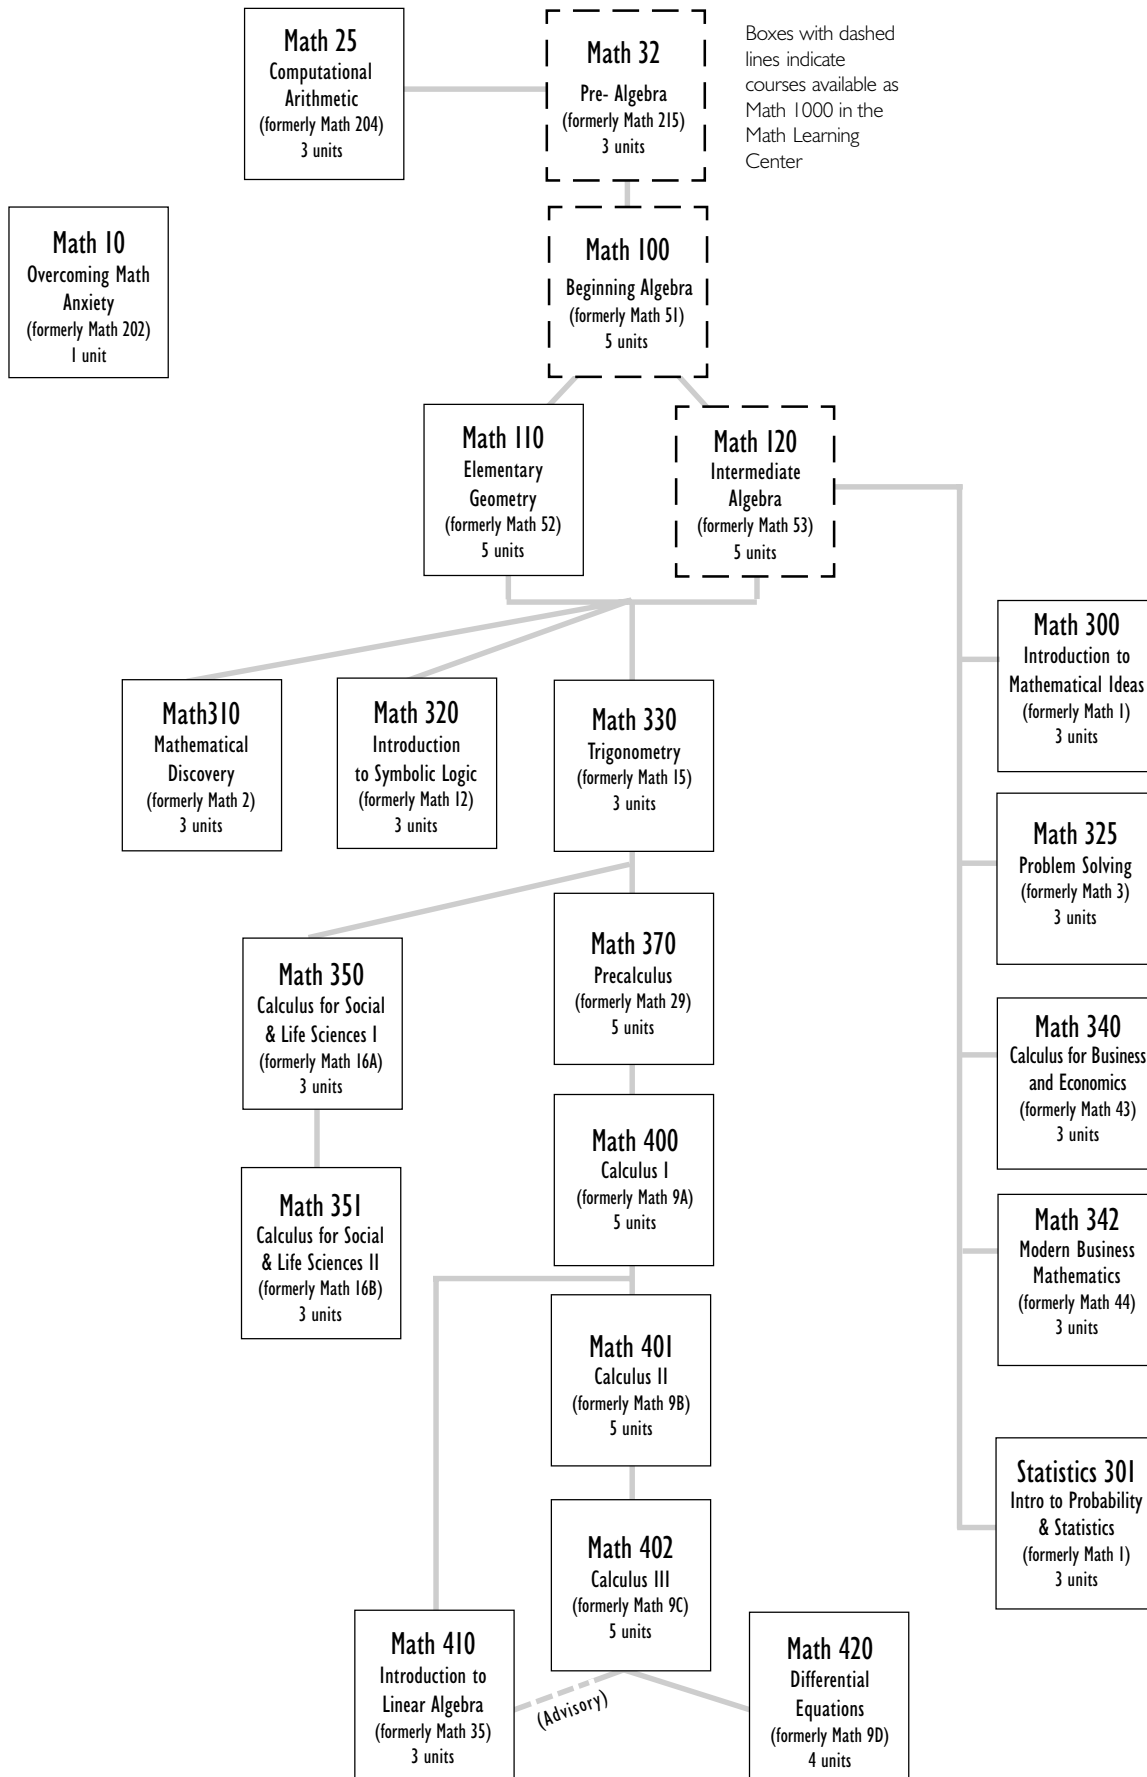 Math 25
Computational
Arithmetic
(formerly Math 204)
3 units
Math 32
Pre- Algebra
(formerly Math 215)
3 units
Boxes with dashed
lines indicate
courses available as
Math 1000 in the
Math Learning
Center
Math 10
Overcoming Math
Anxiety
(formerly Math 202)
1 unit
Math 100
Beginning Algebra
(formerly Math 51)
5 units
Math 110
Elementary
Geometry
(formerly Math 52)
5 units
Math 120
Intermediate
Algebra
(formerly Math 53)
5 units
Math 300
Introduction to
Mathematical Ideas
(formerly Math 1)
3 units
Math310
Mathematical
Discovery
(formerly Math 2)
3 units
Math 320
Introduction
to Symbolic Logic
(formerly Math 12)
3 units
Math 330
Trigonometry
(formerly Math 15)
3 units
Math 325
Problem Solving
(formerly Math 3)
3 units
Math 350
Calculus for Social
& Life Sciences I
(formerly Math 16A)
3 units
Math 370
Precalculus
(formerly Math 29)
5 units
Math 340
Calculus for Business
and Economics
(formerly Math 43)
3 units
Math 400
Calculus I
(formerly Math 9A)
5 units
Math 351
Calculus for Social
& Life Sciences II
(formerly Math 16B)
3 units
Math 342
Modern Business
Mathematics
(formerly Math 44)
3 units
Math 401
Calculus II
(formerly Math 9B)
5 units
Statistics 301
Intro to Probability
& Statistics
(formerly Math 1)
3 units
Math 402
Calculus III
(formerly Math 9C)
5 units
Math 410
Introduction to
Linear Algebra
(formerly Math 35)
3 units
(Advisory)
Math 420
Differential
Equations
(formerly Math 9D)
4 units